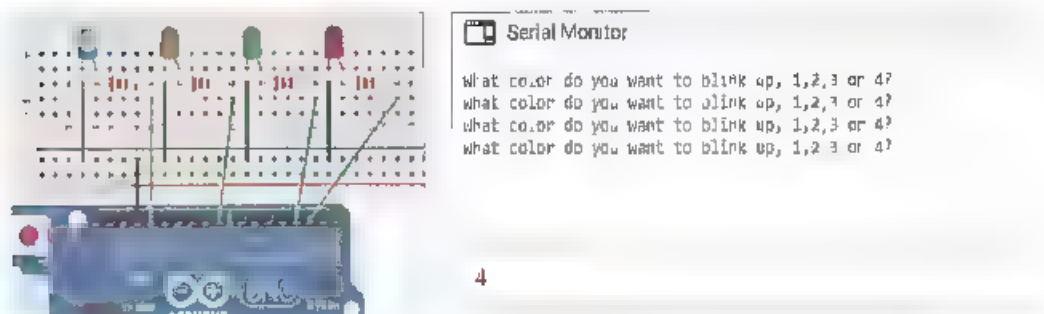 Serial Monitor
What color do you want to blink up, 1,2,3 or 4?
what color do you want to blink up, 1,2,3 or 4?
what color do you want to blink up, 1,2,3 or 4?
what color do you want to blink up, 1,2 3 or 4?
4